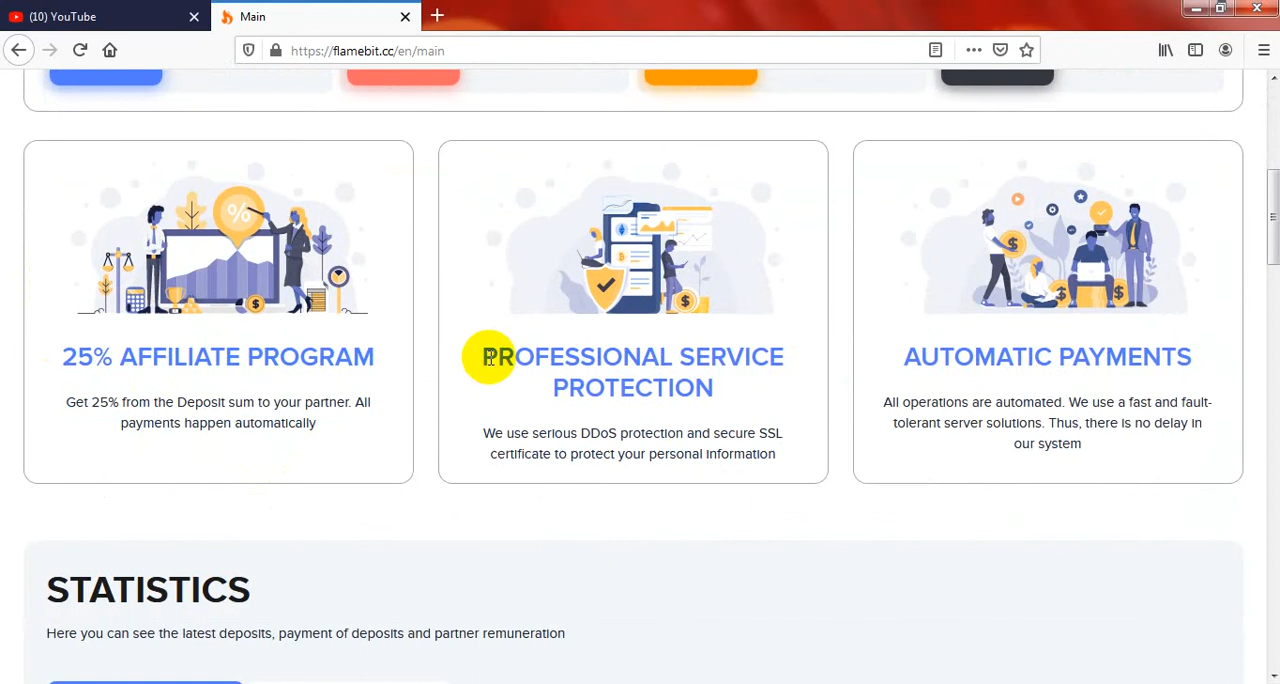 (10) YouTube
Main
https://flamebit.cc/en/main
25% AFFILIATE PROGRAM
Get 25% from the Deposit sum to your partner. All
payments happen automatically
PROFESSIONAL SERVICE
PROTECTION
We use serious DDoS protection and secure SSL
certificate to protect your personal information
AUTOMATIC PAYMENTS
All operations are automated. We use a fast and fault-
tolerant server solutions. Thus, there is no delay in
our system
STATISTICS
Here you can see the latest deposits, payment of deposits and partner remuneration